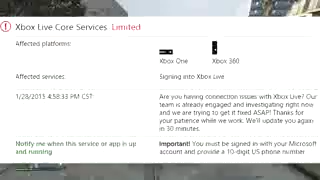 Xbox Live Core Services Limited
Affected platforms:
Xbox One Xbox 360
Affected services: Signing into Xbox Live
1/28/2015 4:58:33 PM CST: Are you having connection issues with Xbox Live? Our
team is already engaged and investigating right now
and we are trying to get it fixed ASAP! Thanks for
your patience while we work. We'll update you again
in 30 minutes.
Notify me when this service or app is up Important! You must be signed in with your Microsoft
and running account and provide a 10-digit US phone number